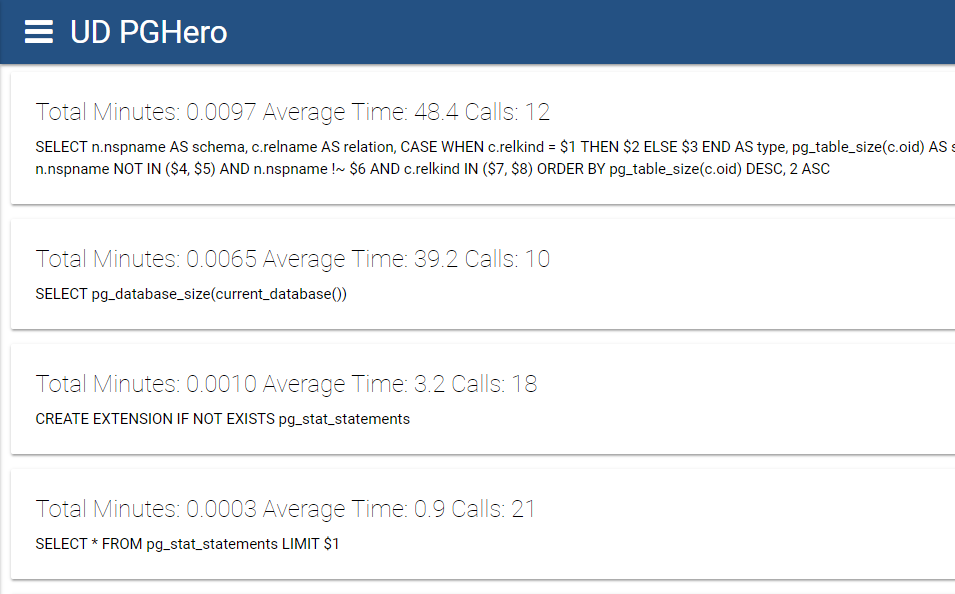 UD PGHero
Total Minutes: 0.0097 Average Time: 48.4 Calls: 12
SELECT n.nspname AS schema, c.relname AS relation, CASE WHEN c.relkind = $1 THEN $2 ELSE $3 END AS type, pg_table_size(c.oid) AS
n.nspname NOT IN ($4, $5) AND n.nspname !~ $6 AND c.relkind IN ($7, $8) ORDER BY pg_table_size(c.oid) DESC, 2 ASC
Total Minutes: 0.0065 Average Time: 39.2 Calls: 10
SELECT pg_database_size(current_database())
Total Minutes: 0.0010 Average Time: 3.2 Calls: 18
CREATE EXTENSION IF NOT EXISTS pg_stat_statements
Total Minutes: 0.0003 Average Time: 0.9 Calls: 21
SELECT * FROM pg_stat_statements LIMIT $1